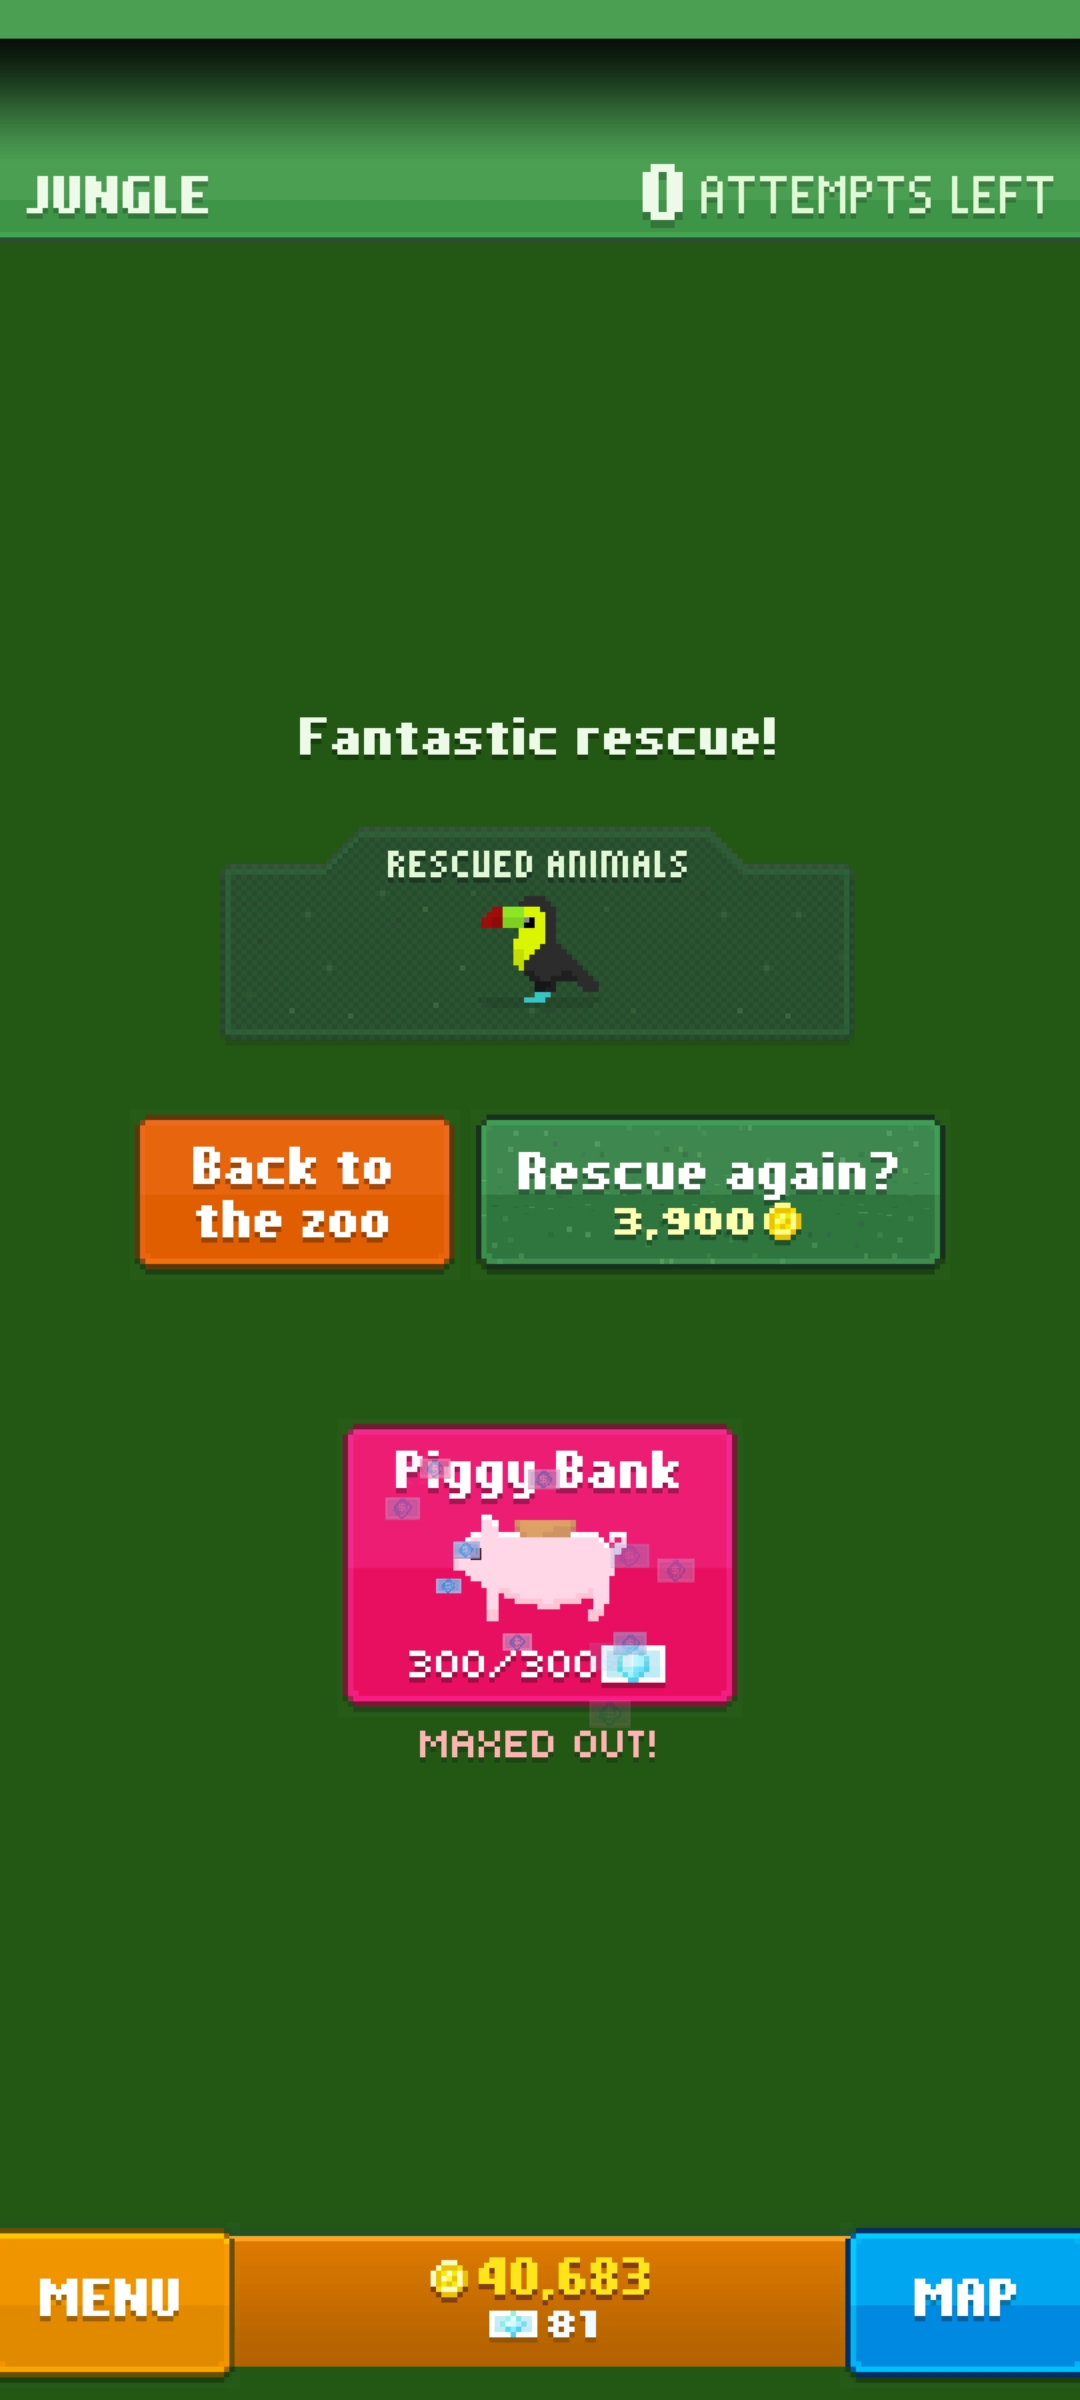 JUNGLE
0 ATTEMPTS LEFT
Fantastic rescue!
RESCUED ANIMALS
Back to
the zoo
Rescue again?
3,900
Piggy Bank
300/300
MAXED OUT!
MENU
40,683
81
MAP